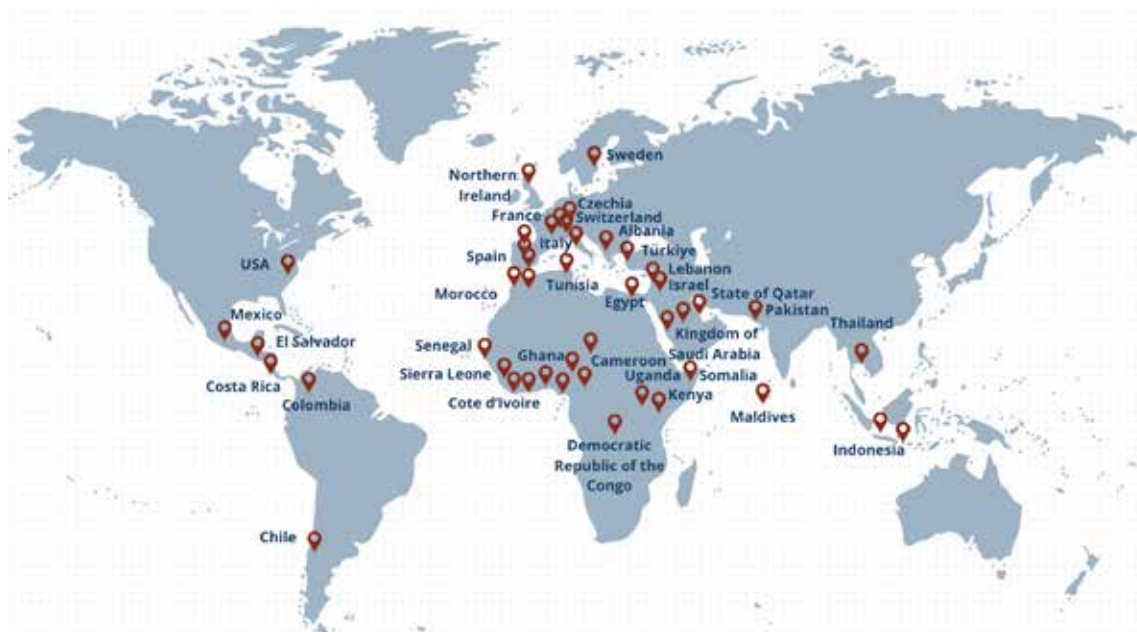 Sweden
Northern
Ireland
Czechia
France
Switzerland
Albania
Italy
Türkiye
Spain
Lebanon
USA
Tunisia
Israel
Morocco
Egypt
State of Qatar
Pakistan
Mexico
Thailand
Kingdom of
Saudi Arabia
El Salvador
Senegal
Ghana
Cameroon
Sierra Leone
Uganda
Somalia
Costa Rica
Cote d'Ivoire
Kenya
Colombia
Maldives
Democratic
Republic of the
Congo
Indonesia
Chile